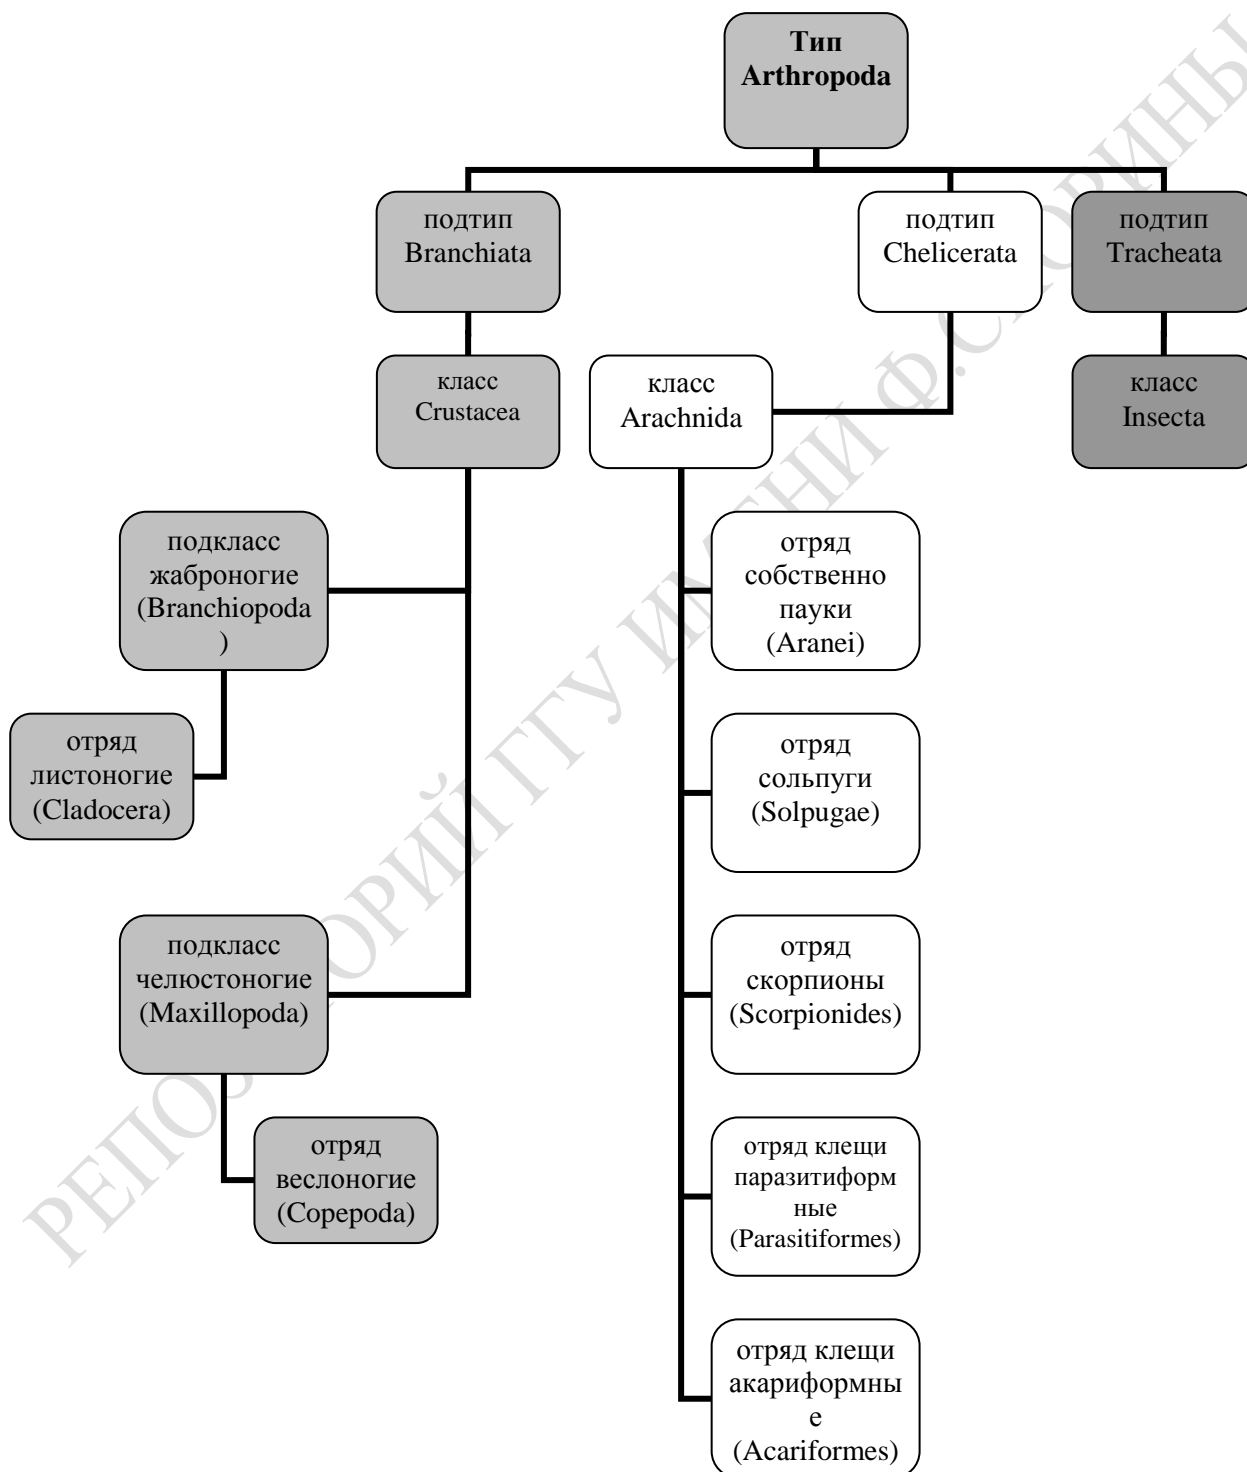 Тип
Arthropoda
подтип
Branchiata
подтип
Chelicerata
подтип
Tracheata
класс
Crustacea
класс
Arachnida
класс
Insecta
подкласс
жаброногие
(Branchiopoda
)
отряд
листоногие
(Cladocera)
подкласс
челюстоногие
(Maxillopoda)
отряд
веслоногие
(Copepoda)
отряд
собственно
пауки
(Aranei)
отряд
сольпуги
(Solpugae)
отряд
скорпионы
(Scorpionides)
отряд клещи
паразитиформ
ные
(Parasitiformes)
отряд клещи
акариформны
е
(Acariformes)
ГГУ